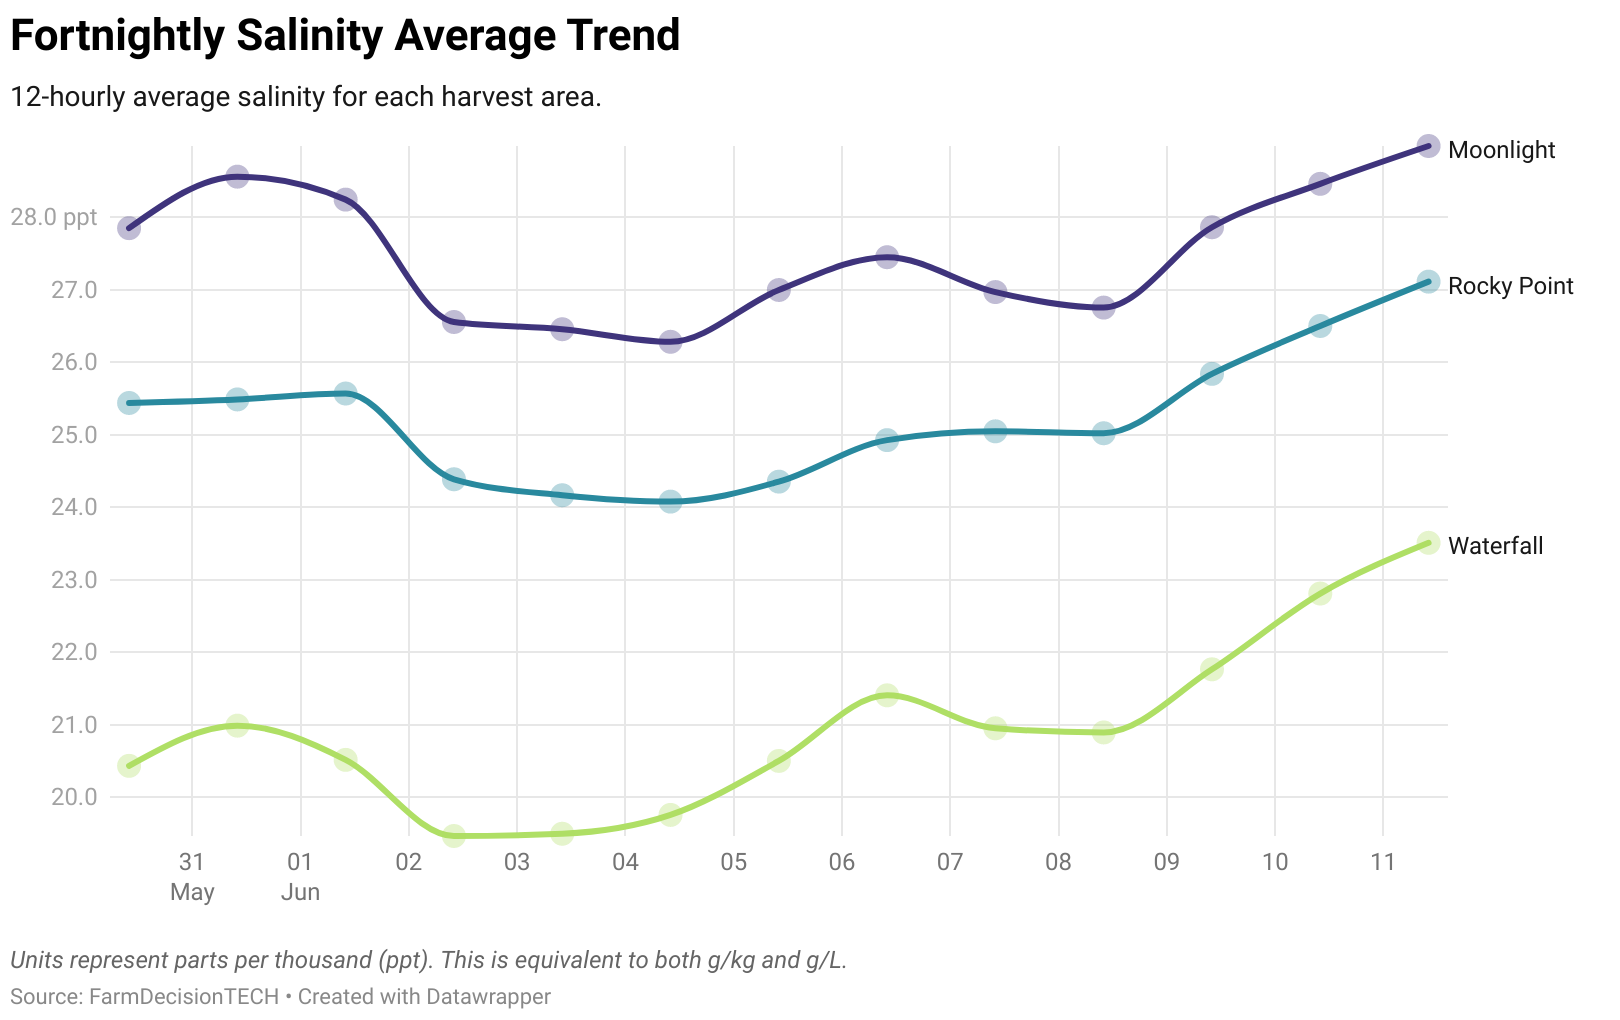 Fortnightly Salinity Average Trend
12-hourly average salinity for each harvest area.
Moonlight
28.0 ppt
Rocky Point
27.0
26.0
25.0
24.0
Waterfall
23.0
22.0
21.0
20.0
31 01 02 03 04 05 06 07 08 09 10 11
May Jun
Units represent parts per thousand (ppt). This is equivalent to both g/kg and g/L.
Source: FarmDecisionTECH • Created with Datawrapper